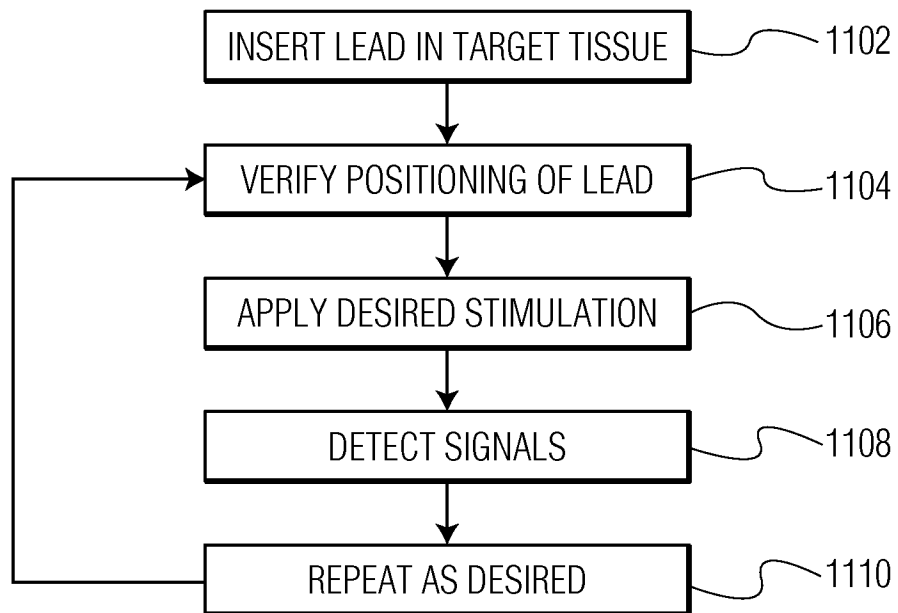 INSERT LEAD IN TARGET TISSUE 1102
VERIFY POSITIONING OF LEAD 1104
APPLY DESIRED STIMULATION 1106
DETECT SIGNALS 1108
REPEAT AS DESIRED 1110